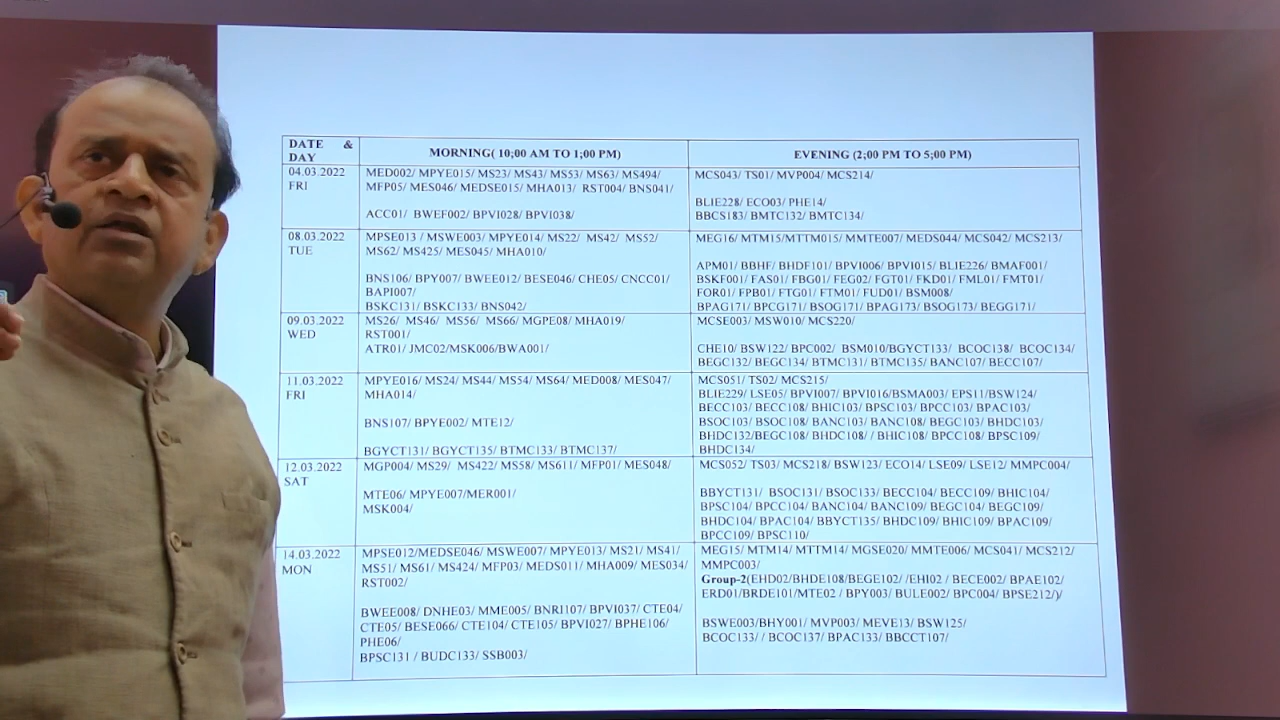 DATE & DAY
MORNING( 10;00 AM TO 1;00 PM)
EVENING (2;00 PM TO 5;00 PM)
04.03.2022
FRI
MED002/ MPYE015/ MS23/ MS43/ MS53/ MS63/ MS494/
MFP05/ MES046/ MEDSE015/ MHA013/ RST004/ BNS041/
ACC01/ BWEF002/ BPVI028/ BPVI038/
MCS043/ TS01/ MVP004/ MCS214/
BLIE228/ ECO03/ PHE14/
BBCS183/ BMTC132/ BMTC134/
08.03.2022
TUE
MPSE013 / MSWE003/ MPYE014/ MS22/ MS42/ MS52/
MS62/ MS425/ MES045/ MHA010/
BNS106/ BPY007/ BWEE012/ BESE046/ CHE05/ CNCC01/
BAPI007/
BSKC131/ BSKC133/ BNS042/
MEG16/ MTM15/MTTM015/ MMTE007/ MEDS044/ MCS042/ MCS213/
APM01/ BBHF/ BHDF101/ BPVI006/ BPVI015/ BLIE226/ BMAF001/
BSKF001/ FAS01/ FBG01/ FEG02/ FGT01/ FKD01/ FML01/ FMT01/
FOR01/ FPB01/ FTG01/ FTM01/ FUD01/ BSM008/
BPAG171/ BPCG171/ BSOG171/ BPAG173/ BSOG173/ BEGG171/
09.03.2022
WED
MS26/ MS46/ MS56/ MS66/ MGPE08/ MHA019/
RST001/
ATR01/ JMC02/MSK006/BWA001/
MCSE003/ MSW010/ MCS220/
CHE10/ BSW122/ BPC002/ BSM010/BGYCT133/ BCOC138/ BCOC134/
BEGC132/ BEGC134/ BTMC131/ BTMC135/ BANC107/ BECC107/
11.03.2022
FRI
MPYE016/ MS24/ MS44/ MS54/ MS64/ MED008/ MES047/
MHA014/
BNS107/ BPYE002/ MTE12/
BGYCT131/ BGYCT135/ BTMC133/ BTMC137/
MCS051/ TS02/ MCS215/
BLIE229/ LSE05/ BPVI007/ BPVI016/BSMA003/ EPS11/BSW124/
BECC103/ BECC108/ BHIC103/ BPSC103/ BPCC103/ BPAC103/
BSOC103/ BSOC108/ BANC103/ BANC108/ BEGC103/ BHDC103/
BHDC132/BEGC108/ BHDC108/ / BHIC108/ BPCC108/ BPSC109/
BHDC134/
12.03.2022
SAT
MGP004/ MS29/ MS422/ MS58/ MS611/ MFP01/ MES048/
MTE06/ MPYE007/MER001/
MSK004/
MCS052/ TS03/ MCS218/ BSW123/ ECO14/ LSE09/ LSE12/ MMPC004/
BBYCT131/ BSOC131/ BSOC133/ BECC104/ BECC109/ BHIC104/
BPSC104/ BPCC104/ BANC104/ BANC109/ BEGC104/ BEGC109/
BHDC104/ BPAC104/ BBYCT135/ BHDC109/ BHIC109/ BPAC109/
BPCC109/ BPSC110/
14.03.2022
MON
MPSE012/MEDSE046/ MSWE007/ MPYE013/ MS21/ MS41/
MS51/ MS61/ MS424/ MFP03/ MEDS011/ MHA009/ MES034/
RST002/
BWEE008/ DNHE03/ MME005/ BNRI107/ BPVI037/ CTE04/
CTE05/ BESE066/ CTE104/ CTE105/ BPVI027/ BPHE106/
PHE06/
BPSC131 / BUDC133/ SSB003/
MEG15/ MTM14/ MTTM14/ MGSE020/ MMTE006/ MCS041/ MCS212/
MMPC003/
Group-2(EHD02/BHDE108/BEGE102/ /EHI02 / BECE002/ BPAE102/
ERD01/BRDE101/MTE02 / BPY003/ BULE002/ BPC004/ BPSE212/)/
BSWE003/BHY001/ MVP003/ MEVE13/ BSW125/
BCOC133/ / BCOC137/ BPAC133/ BBCCT107/